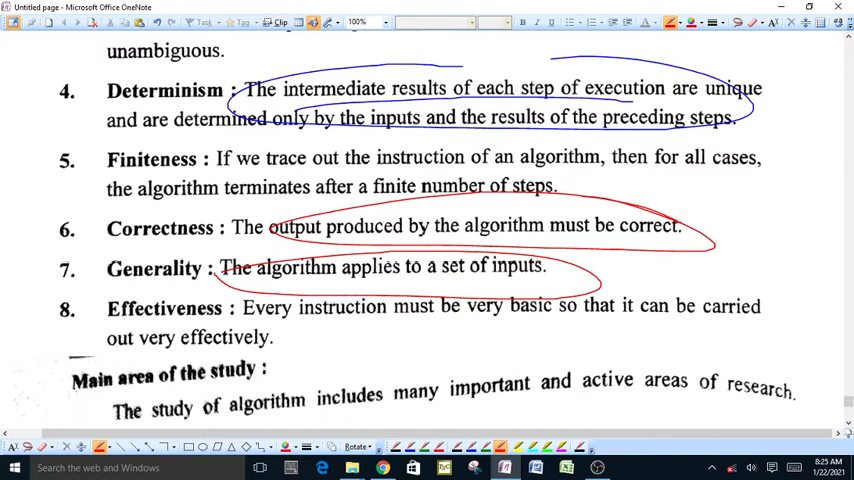 Untitled page - Microsoft Office OneNote
Task
Tag
Clip
100%
unambiguous.
4. Determinism : The intermediate results of each step of execution are unique
and are determined only by the inputs and the results of the preceding steps.
5. Finiteness : If we trace out the instruction of an algorithm, then for all cases,
the algorithm terminates after a finite number of steps.
6. Correctness : The output produced by the algorithm must be correct.
7. Generality : The algorithm applies to a set of inputs.
8. Effectiveness : Every instruction must be very basic so that it can be carried
out very effectively.
Main area of the study :
The study of algorithm includes many important and active areas of research.
Rotate
Search the web and Windows
8:25 AM
1/22/2021